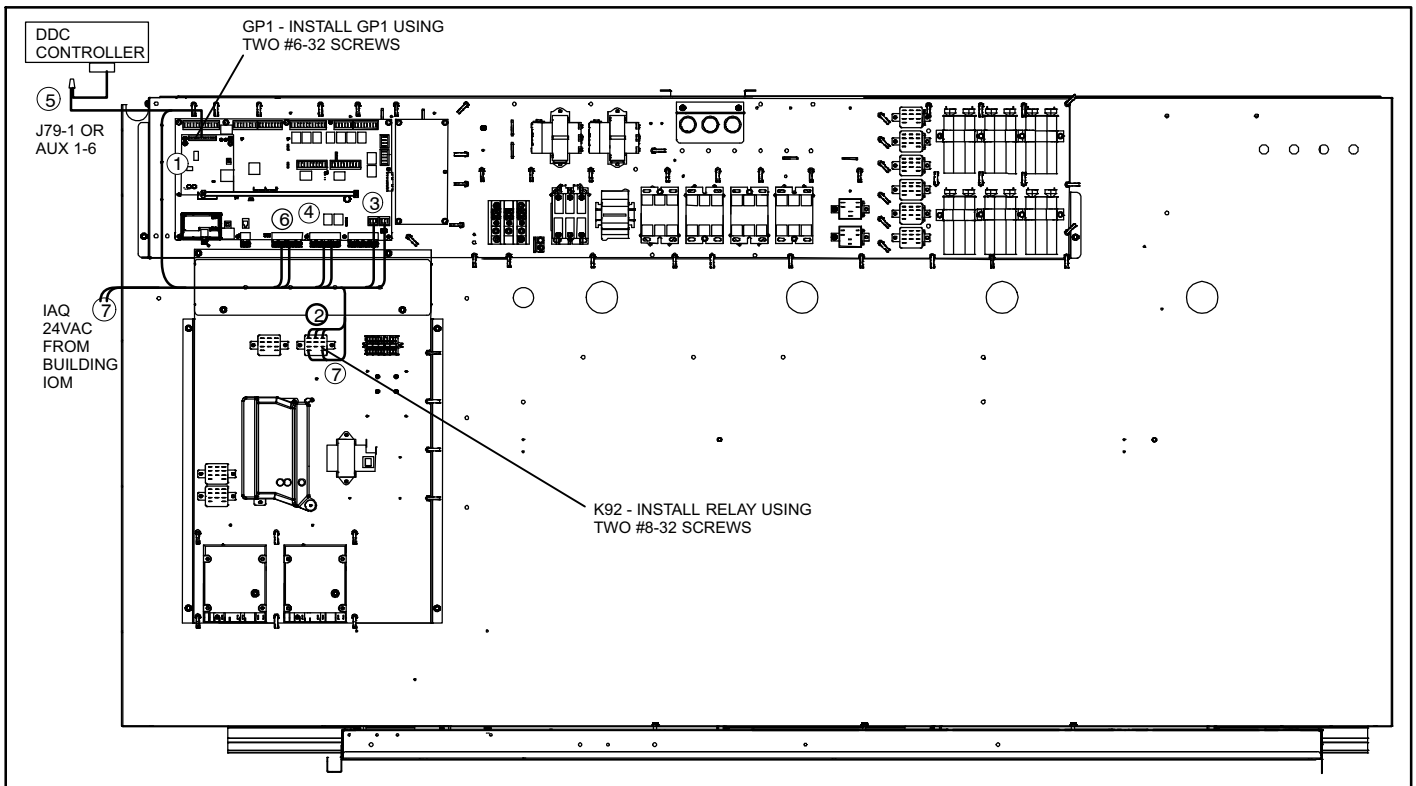 GP1 - INSTALL GP1 USING
TWO #6-32 SCREWS
DDC
CONTROLLER
5
J79-1 OR
AUX 1-6
1
6
4
3
7
IAQ
24VAC
FROM
BUILDING
IOM
2
7
K92 - INSTALL RELAY USING
TWO #8-32 SCREWS